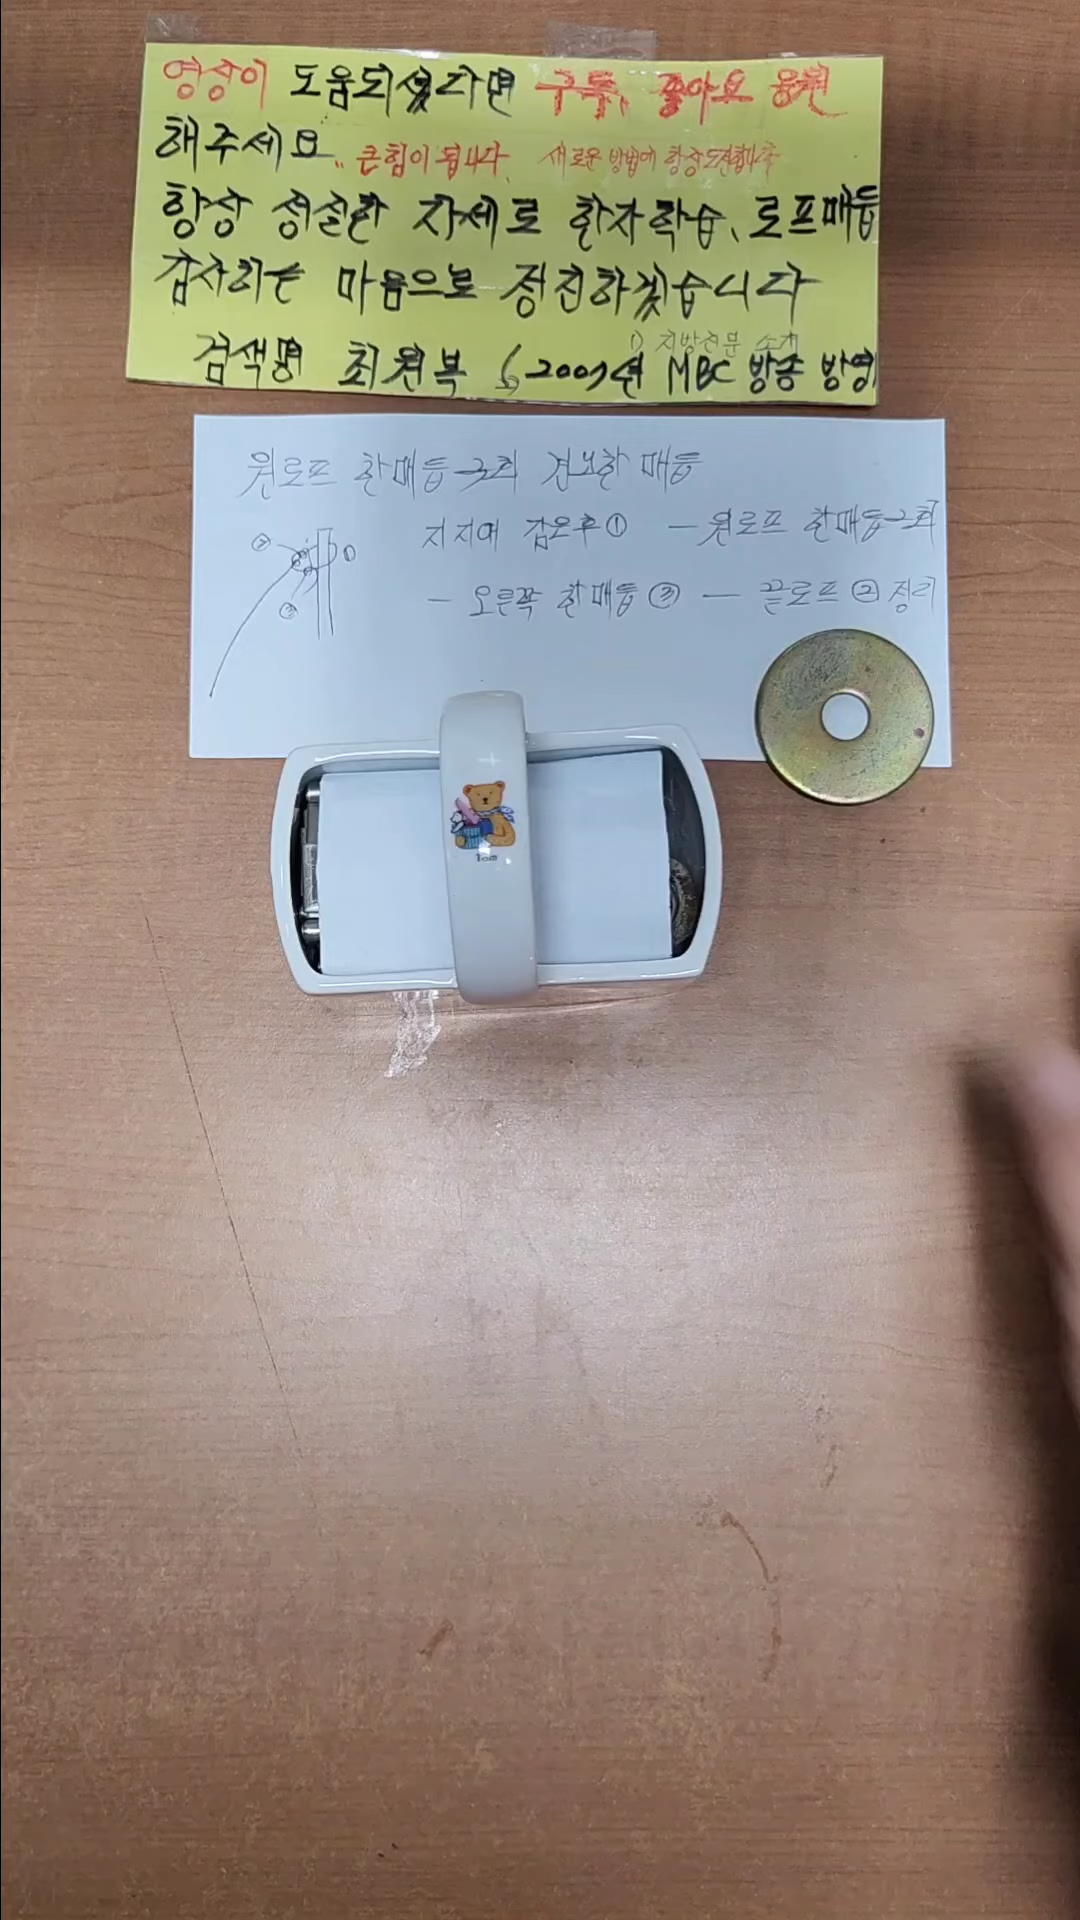 영상이 도움되셨다면 구독, 좋아요 응원
해주세요.. 큰힘이 됩니다. 새로운 방법에 항상 도전합니다
항상 성실한 자세로 한자학습, 로프매듭
감사하는 마음으로 정진하겠습니다
① 지방전문 소개
검색명 최원복 2007년 MBC 방송 방영
원로프 한매듭 2회 견고한 매듭
지지대 감은후 ① - 원로프 한매듭 2회
- 오른쪽 한매듭 ③ - 끝로프 ② 정리
② ①
③
Tom